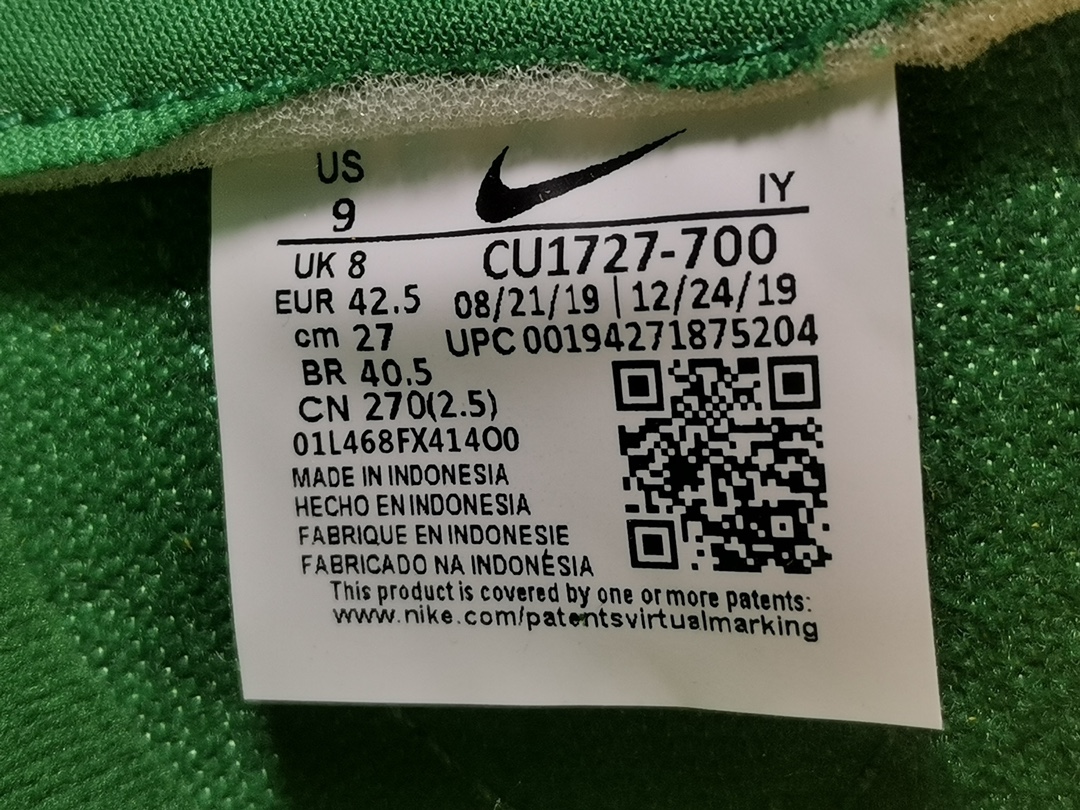 US
9
IY
UK 8
CU1727-700
EUR 42.5
08/21/19 | 12/24/19
cm 27
UPC 00194271875204
BR 40.5
CN 270(2.5)
01L468FX41400
MADE IN INDONESIA
HECHO EN INDONESIA
FABRIQUE EN INDONESIE
FABRICADO NA INDONÉSIA
This product is covered by one or more patents:
www.nike.com/patentsvirtualmarking